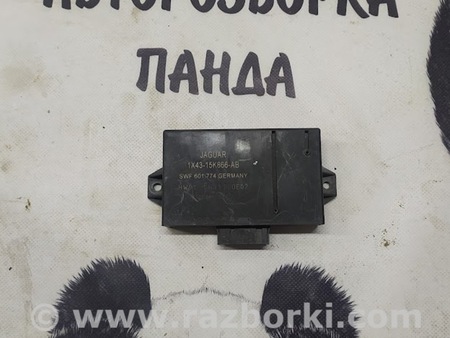 АВТОРОЗБОРКА
ПАНДА
JAGUAR
1X43-15K866-AB
SWF 601.774 GERMANY
© www.razborki.com